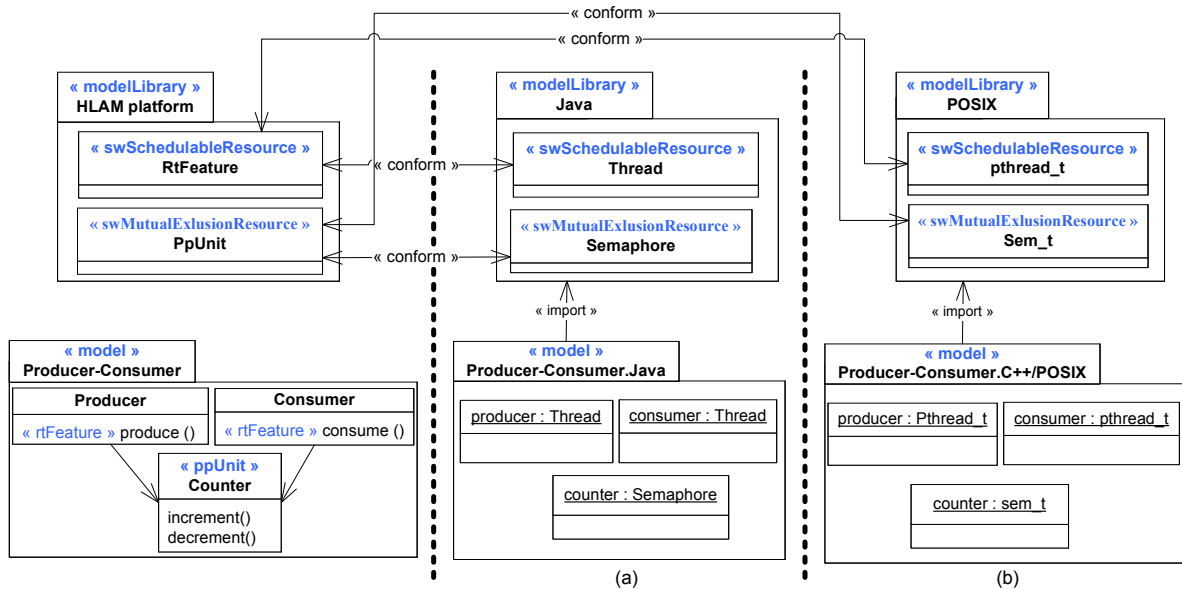 « conform »
« conform »
« modelLibrary »
HLAM platform
« swSchedulableResource »
RtFeature
« swMutualExlusionResource »
PpUnit
« conform »
« conform »
« modelLibrary »
Java
« swSchedulableResource »
Thread
« swMutualExlusionResource »
Semaphore
« modelLibrary »
POSIX
« swSchedulableResource »
pthread_t
« swMutualExlusionResource »
Sem_t
« import »
« import »
« model »
Producer-Consumer
Producer
« rtFeature » produce ()
Consumer
« rtFeature » consume ()
« ppUnit »
Counter
increment()
decrement()
« model »
Producer-Consumer.Java
producer : Thread
consumer : Thread
counter : Semaphore
(a)
« model »
Producer-Consumer.C++/POSIX
producer : Pthread_t
consumer : pthread_t
counter : sem_t
(b)